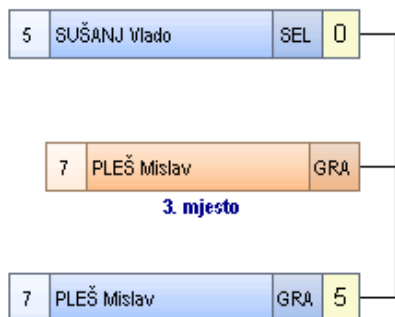 5 SUŠANJ Vlado SEL 0
7 PLEŠ Mislav GRA
3. mjesto
7 PLEŠ Mislav GRA 5